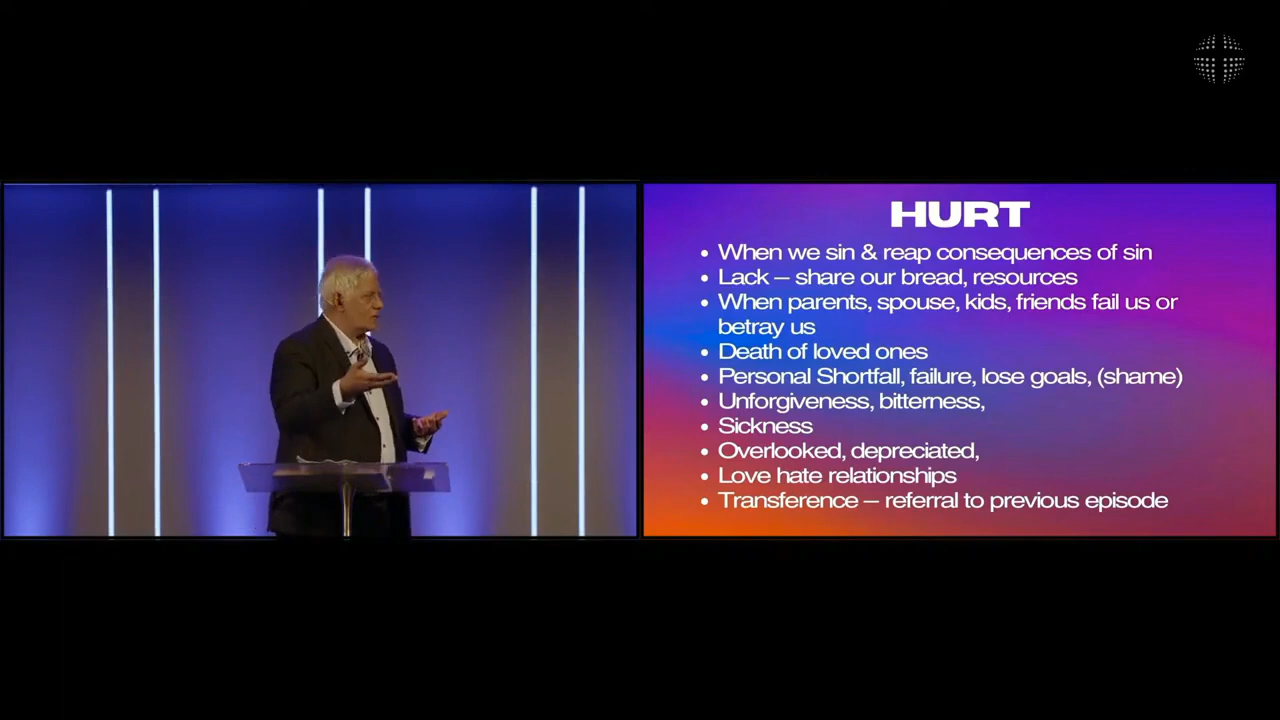 HURT
• When we sin & reap consequences of sin
• Lack – share our bread, resources
• When parents, spouse, kids, friends fail us or
betray us
• Death of loved ones
• Personal Shortfall, failure, lose goals, (shame)
• Unforgiveness, bitterness,
• Sickness
• Overlooked, depreciated,
• Love hate relationships
• Transference – referral to previous episode